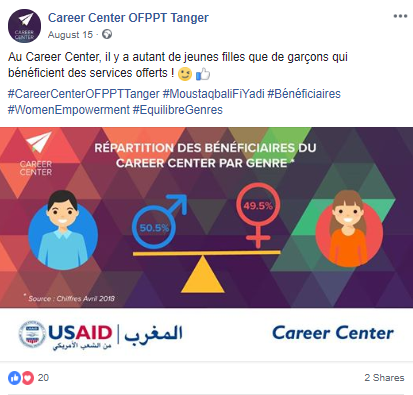 Career Center OFPPT Tanger
August 15
Au Career Center, il y a autant de jeunes filles que de garçons qui
bénéficient des services offerts !
#CareerCenterOFPPTTanger #MoustaqbaliFiYadi #Bénéficiaires
#WomenEmpowerment #EquilibreGenres
CAREER
CENTER
RÉPARTITION DES BÉNÉFICIAIRES DU
CAREER CENTER PAR GENRE *
50.5%
49.5%
* Source : Chiffres Avril 2018
USAID
المغرب
من الشعب الأمريكي
Career Center
20
2 Shares